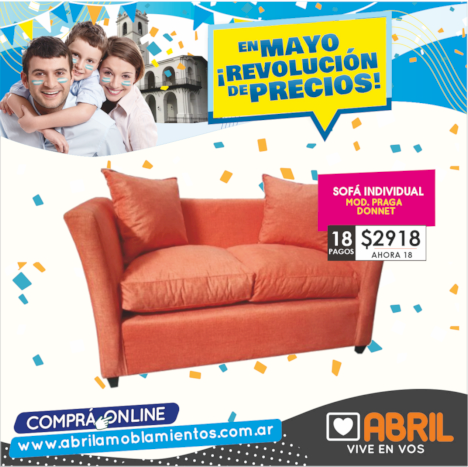 EN MAYO
¡REVOLUCIÓN
DE PRECIOS!
SOFÁ INDIVIDUAL
MOD. PRAGA
DONNET
18 PAGOS
$2918
AHORA 18
COMPRÁ ONLINE
www.abrilamoblamientos.com.ar
ABRIL
VIVE EN VOS